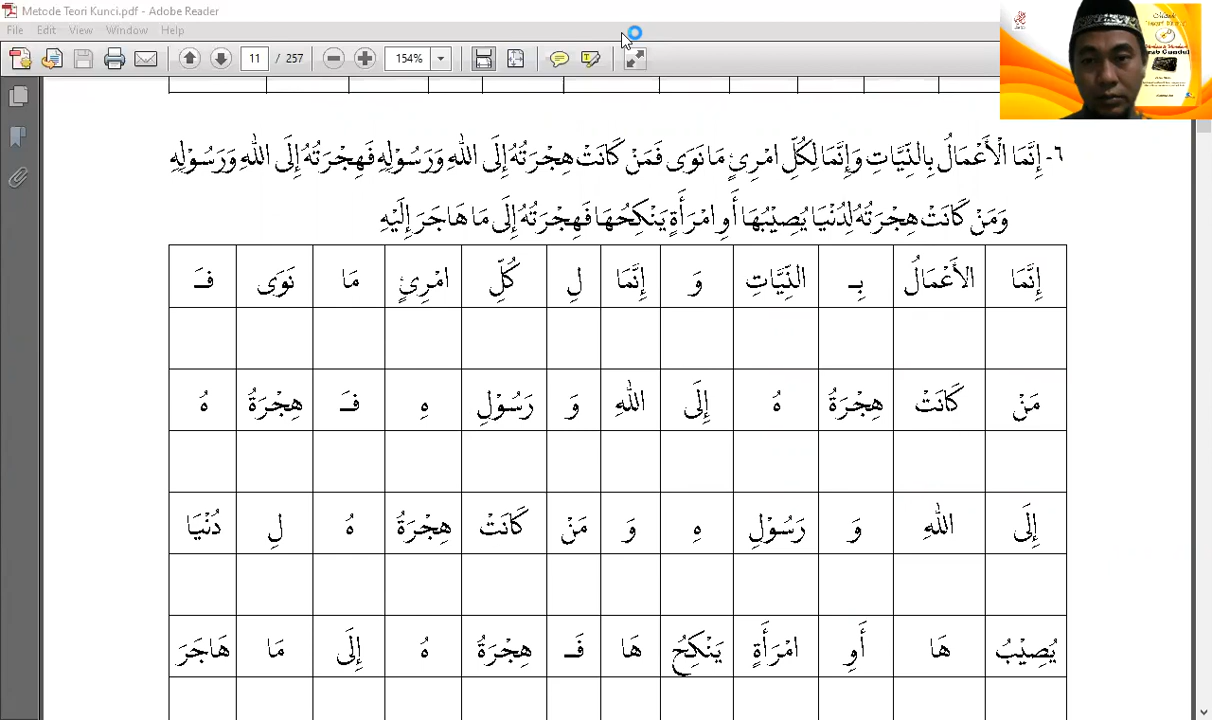 Metode Teori Kunci.pdf - Adobe Reader
File Edit View Window Help
11 / 257 154%
٦- إِنَّمَا الْأَعْمَالُ بِالنِّيَّاتِ وَإِنَّمَا لِكُلِّ امْرِئٍ مَا نَوَى فَمَنْ كَانَتْ هِجْرَتُهُ إِلَى اللهِ وَرَسُوْلِهِ فَهِجْرَتُهُ إِلَى اللهِ وَرَسُوْلِهِ
وَمَنْ كَانَتْ هِجْرَتُهُ لِدُنْيَا يُصِيْبُهَا أَوِ امْرَأَةٍ يَنْكِحُهَا فَهِجْرَتُهُ إِلَى مَا هَاجَرَ إِلَيْهِ
إِنَّمَا الأَعْمَالُ بِـ النِّيَّاتِ وَ إِنَّمَا لِ كُلِّ امْرِئٍ مَا نَوَى فَـ
مَنْ كَانَتْ هِجْرَةُ هُ إِلَى اللهِ وَ رَسُوْلِ هِ فَـ هِجْرَةُ هُ
إِلَى اللهِ وَ رَسُوْلِ هِ وَ مَنْ كَانَتْ هِجْرَةُ هُ لِ دُنْيَا
يُصِيْبُ هَا أَوِ امْرَأَةٍ يَنْكِحُ هَا فَـ هِجْرَةُ هُ إِلَى مَا هَاجَرَ